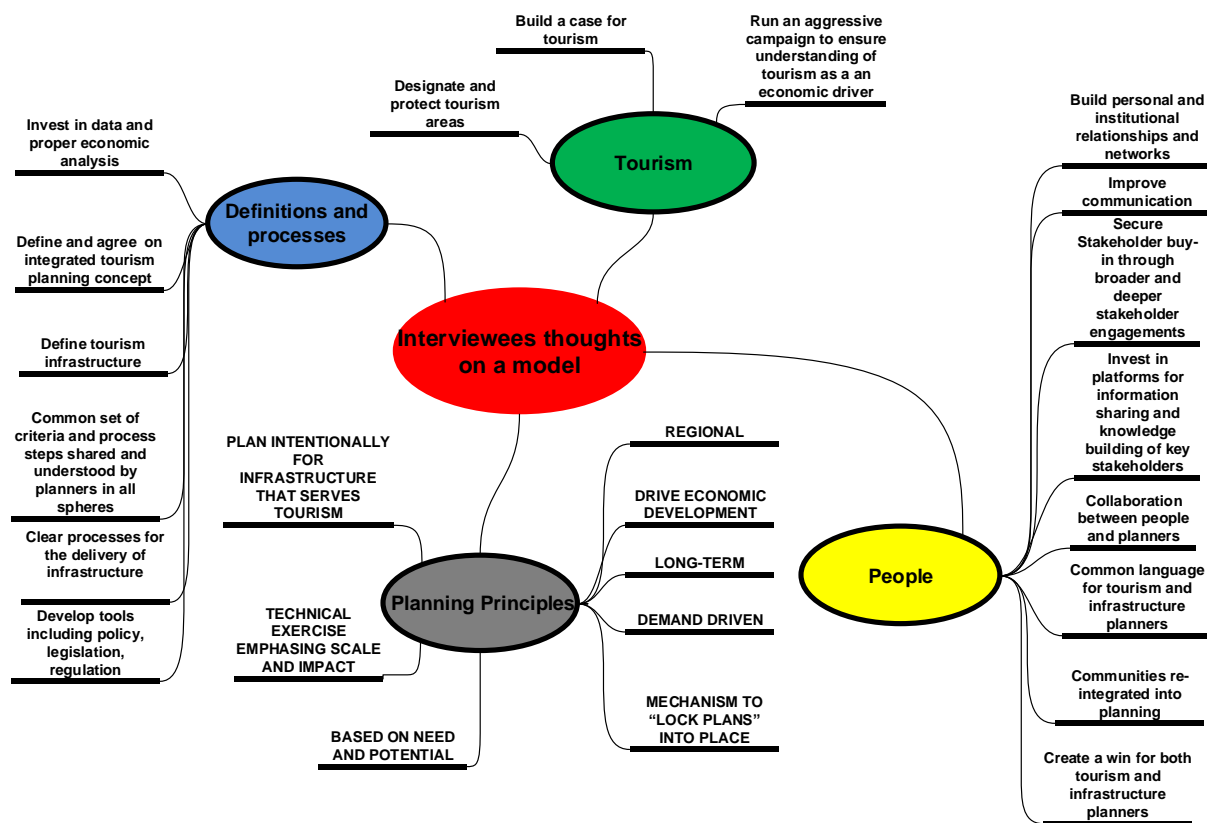 Build a case for
tourism
Run an aggressive
campaign to ensure
understanding of
tourism as a an
economic driver
Designate and
protect tourism
areas
Tourism
Invest in data and
proper economic
analysis
Define and agree on
integrated tourism
planning concept
Define tourism
infrastructure
Common set of
criteria and process
steps shared and
understood by
planners in all
spheres
Clear processes for
the delivery of
infrastructure
Develop tools
including policy,
legislation,
regulation
Definitions and
processes
Interviewees thoughts
on a model
PLAN INTENTIONALLY
FOR
INFRASTRUCTURE
THAT SERVES
TOURISM
TECHNICAL
EXERCISE
EMPHASING SCALE
AND IMPACT
BASED ON NEED
AND POTENTIAL
Planning Principles
REGIONAL
DRIVE ECONOMIC
DEVELOPMENT
LONG-TERM
DEMAND DRIVEN
MECHANISM TO
“LOCK PLANS”
INTO PLACE
People
Build personal and
institutional
relationships and
networks
Improve
communication
Secure
Stakeholder buy-
in through
broader and
deeper
stakeholder
engagements
Invest in
platforms for
information
sharing and
knowledge
building of key
stakeholders
Collaboration
between people
and planners
Common language
for tourism and
infrastructure
planners
Communities re-
integrated into
planning
Create a win for both
tourism and
infrastructure
planners